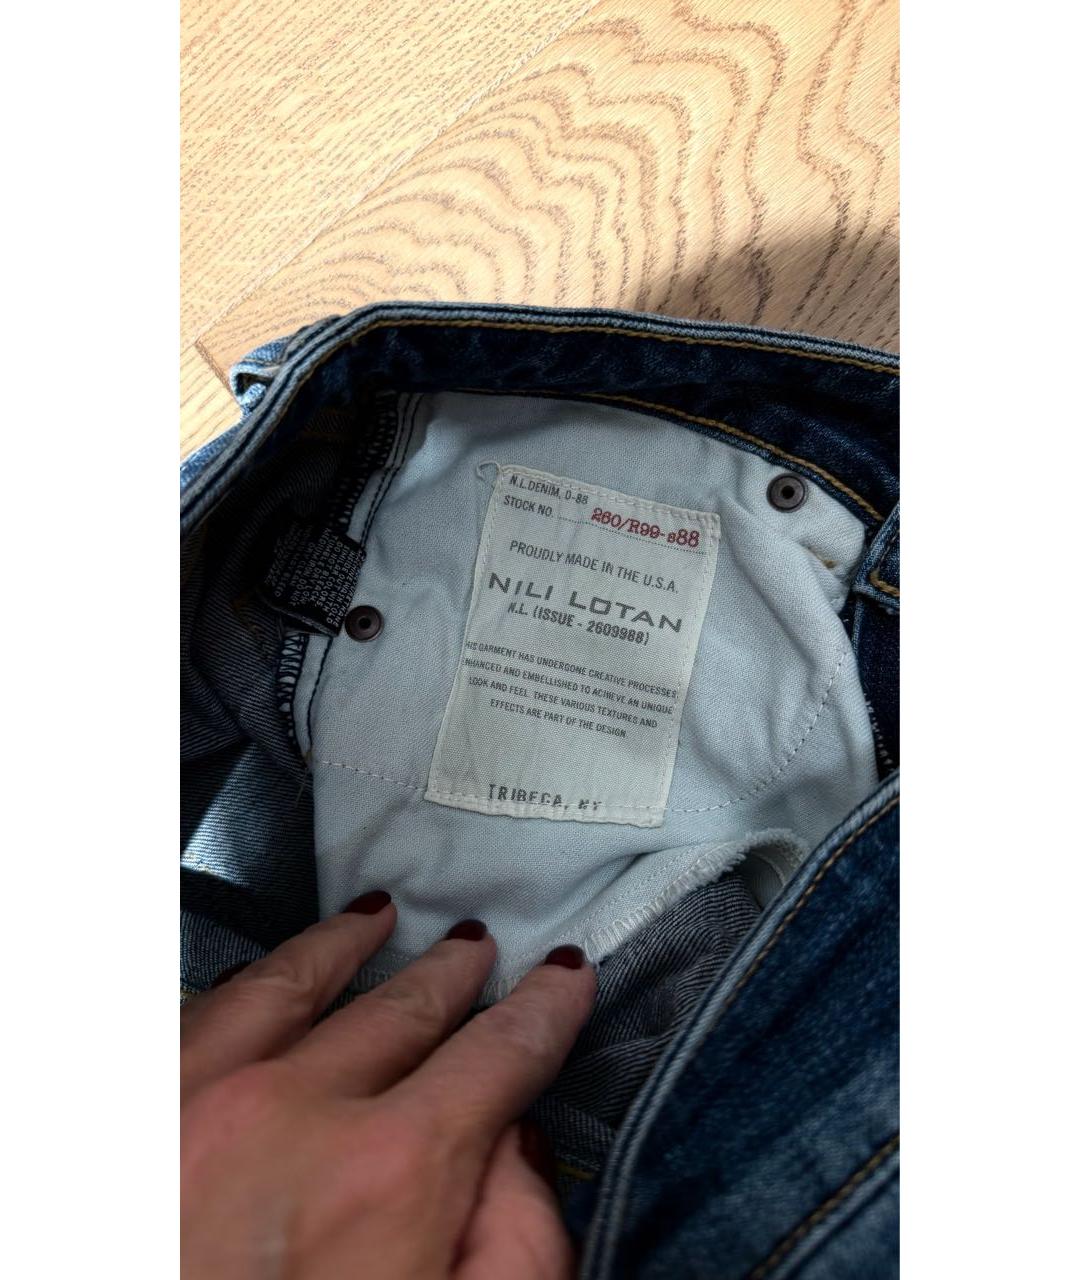 N.L.DENIM, D-88
STOCK NO. 260/R99-s88
PROUDLY MADE IN THE U.S.A.
NILI LOTAN
N.L. (ISSUE - 2609988)
HIS GARMENT HAS UNDERGONE CREATIVE PROCESSES
ENHANCED AND EMBELLISHED TO ACHIEVE AN UNIQUE
LOOK AND FEEL. THESE VARIOUS TEXTURES AND
EFFECTS ARE PART OF THE DESIGN.
TRIBECA, NY